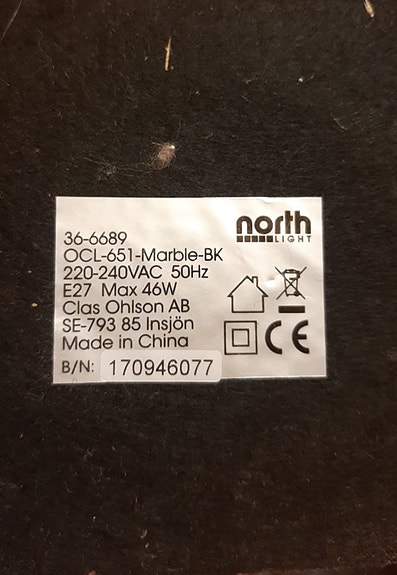 north
LIGHT
36-6689
OCL-651-Marble-BK
220-240VAC 50Hz
E27 Max 46W
Clas Ohlson AB
SE-793 85 Insjön
Made in China
B/N: 170946077
CE